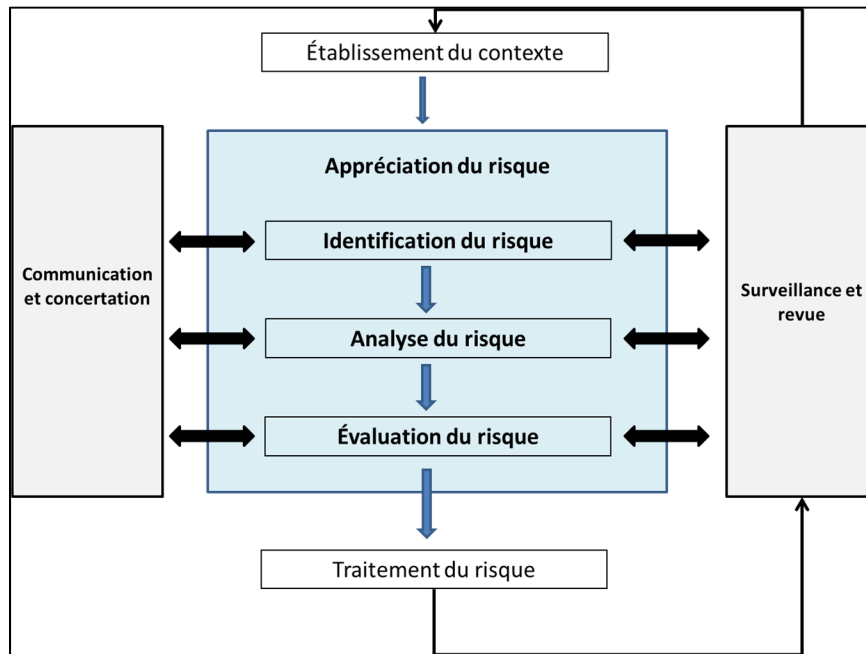 Établissement du contexte
Appréciation du risque
Identification du risque
Communication
et concertation
Surveillance et
revue
Analyse du risque
Évaluation du risque
Traitement du risque